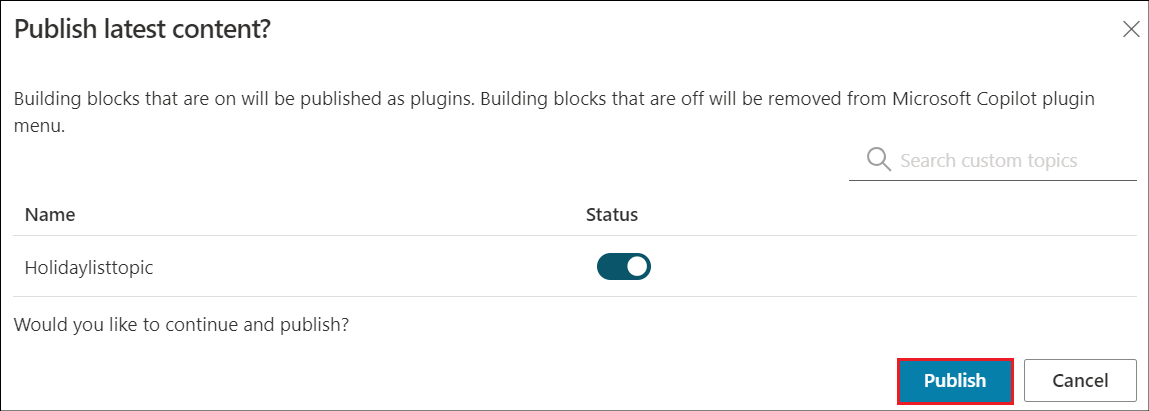 Publish latest content?
Building blocks that are on will be published as plugins. Building blocks that are off will be removed from Microsoft Copilot plugin
menu.
Search custom topics
Name Status
Holidaylisttopic
Would you like to continue and publish?
Publish Cancel